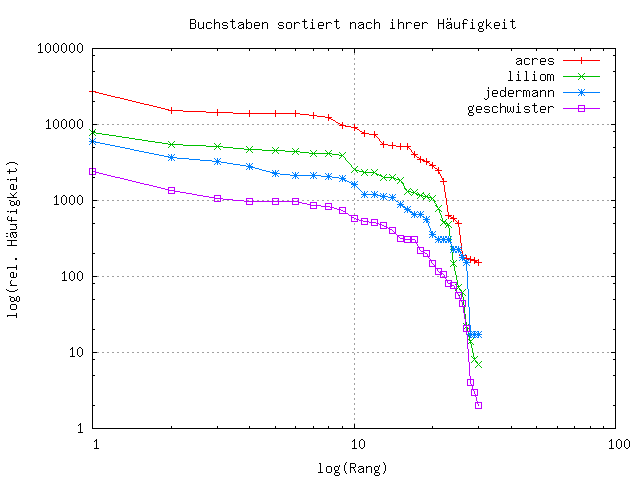 Buchstaben sortiert nach ihrer Häufigkeit
acres
liliom
jedermann
geschwister
log(rel. Häufigkeit)
100000
10000
1000
100
10
1
1
10
100
log(Rang)